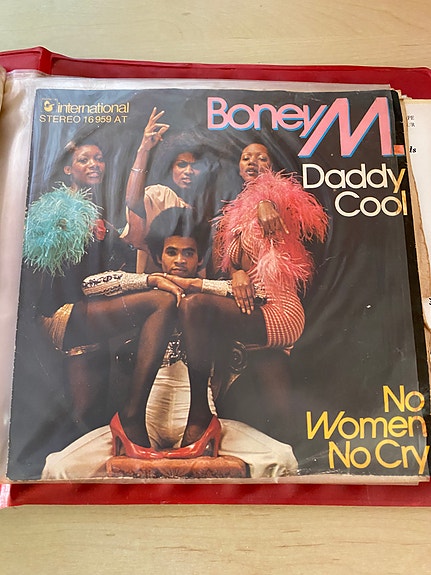 international
STEREO 16 959 AT
Boney M.
Daddy
Cool
No
Women
No Cry